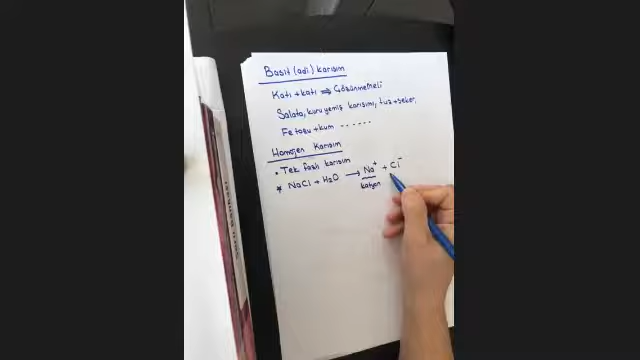 Basit (adi) karışım
Katı + katı ⇒ Çözünmemeli
Salata, kuru yemiş karışımı, tuz + şeker,
Fe tozu + kum ......
Homojen Karışım
• Tek fazlı karışım
* NaCl + H₂O → Na⁺ + Cl⁻
katyon